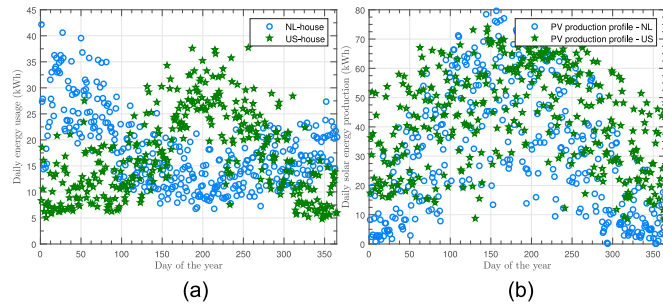 45
40
35
30
25
20
15
10
5
0
Daily energy usage (kWh)
NL-house
US-house
0 50 100 150 200 250 300 350
Day of the year
(a)
80
70
60
50
40
30
20
10
0
Daily solar energy production (kWh)
PV production profile - NL
PV production profile - US
0 50 100 150 200 250 300 350
Day of the year
(b)